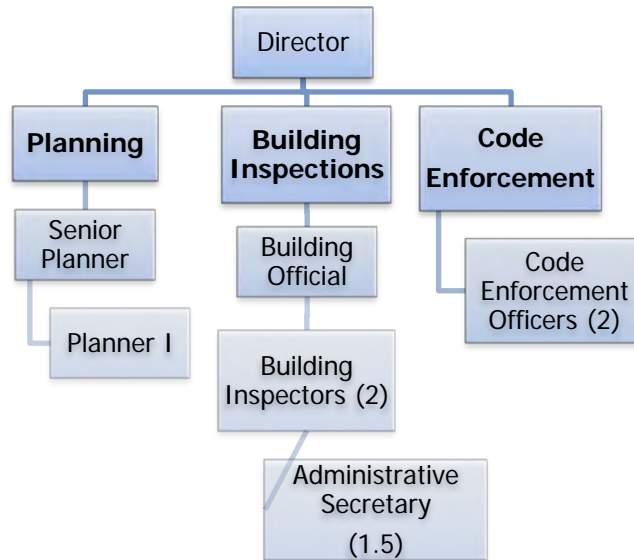 Director
Planning
Building
Inspections
Code
Enforcement
Senior
Planner
Building
Official
Code
Enforcement
Officers (2)
Planner I
Building
Inspectors (2)
Administrative
Secretary
(1.5)